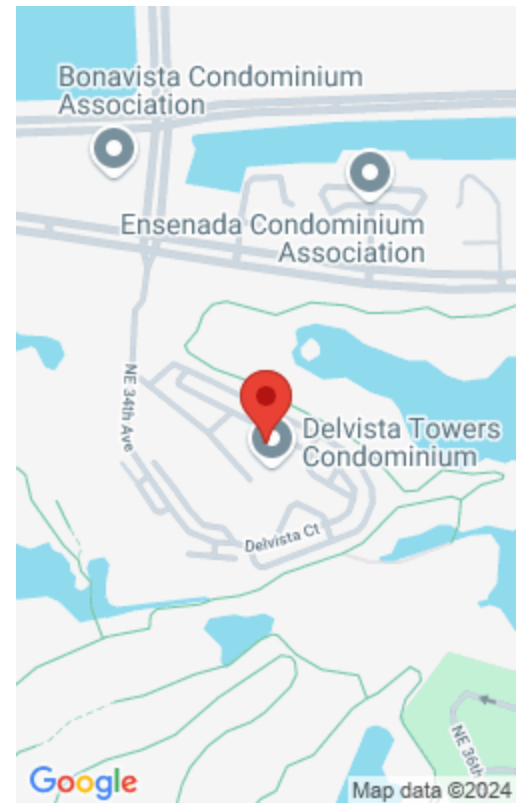 Bonavista Condominium
Association
Ensenada Condominium
Association
NE 34th Ave
Delvista Towers
Condominium
Delvista Ct
NE 36th
Google
Map data ©2024